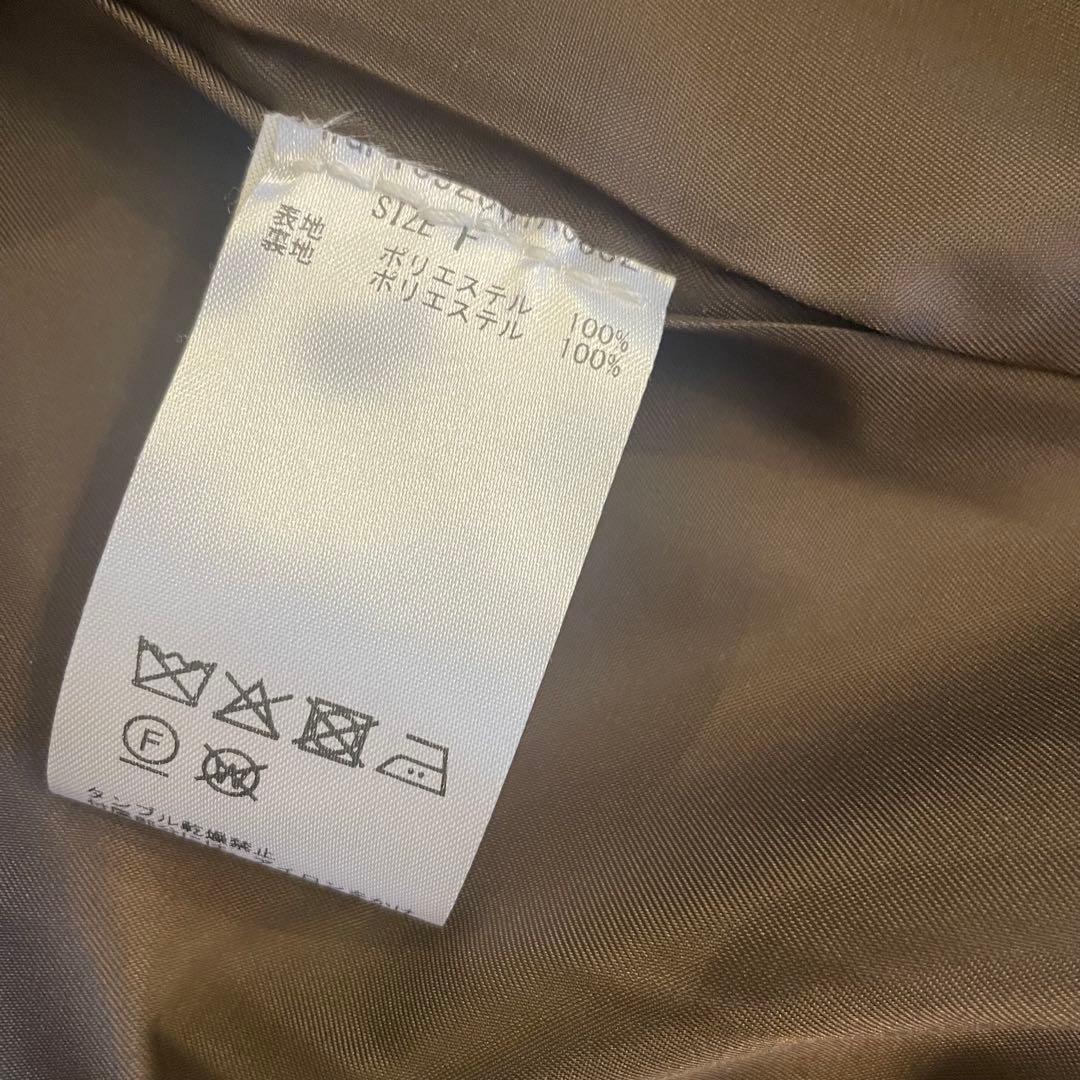 SIZE F
表地 ポリエステル 100%
裏地 ポリエステル 100%
F
W
タンブル乾燥禁止